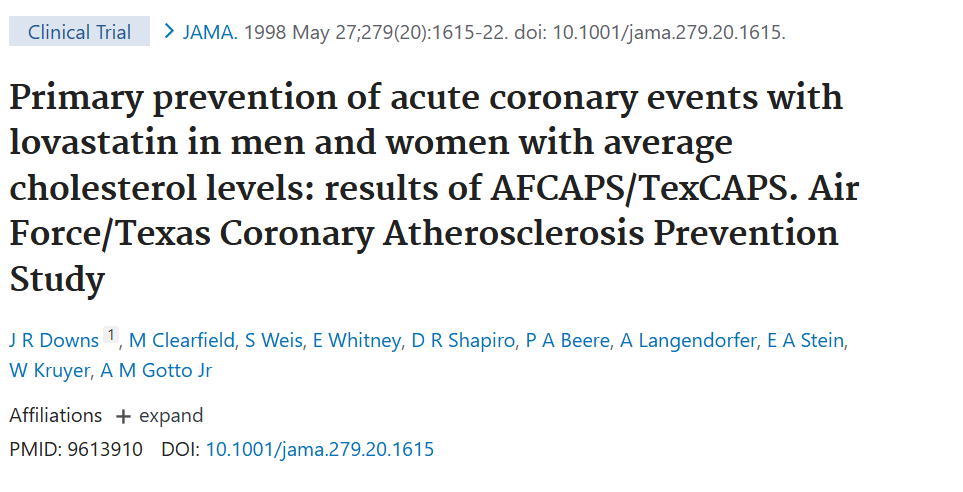 Clinical Trial > JAMA. 1998 May 27;279(20):1615-22. doi: 10.1001/jama.279.20.1615.
Primary prevention of acute coronary events with
lovastatin in men and women with average
cholesterol levels: results of AFCAPS/TexCAPS. Air
Force/Texas Coronary Atherosclerosis Prevention
Study
J R Downs 1, M Clearfield, S Weis, E Whitney, D R Shapiro, P A Beere, A Langendorfer, E A Stein,
W Kruyer, A M Gotto Jr
Affiliations + expand
PMID: 9613910 DOI: 10.1001/jama.279.20.1615